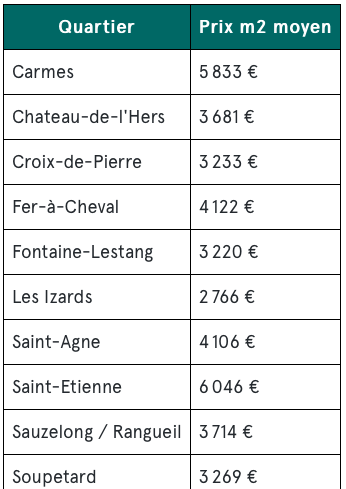 Quartier Prix m2 moyen
Carmes 5 833 €
Chateau-de-l'Hers 3 681 €
Croix-de-Pierre 3 233 €
Fer-à-Cheval 4 122 €
Fontaine-Lestang 3 220 €
Les Izards 2 766 €
Saint-Agne 4 106 €
Saint-Etienne 6 046 €
Sauzelong / Rangueil 3 714 €
Soupetard 3 269 €